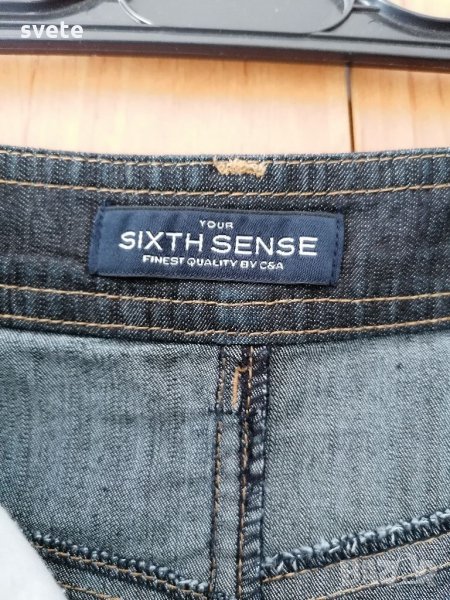 svete
YOUR
SIXTH SENSE
FINEST QUALITY BY C&A